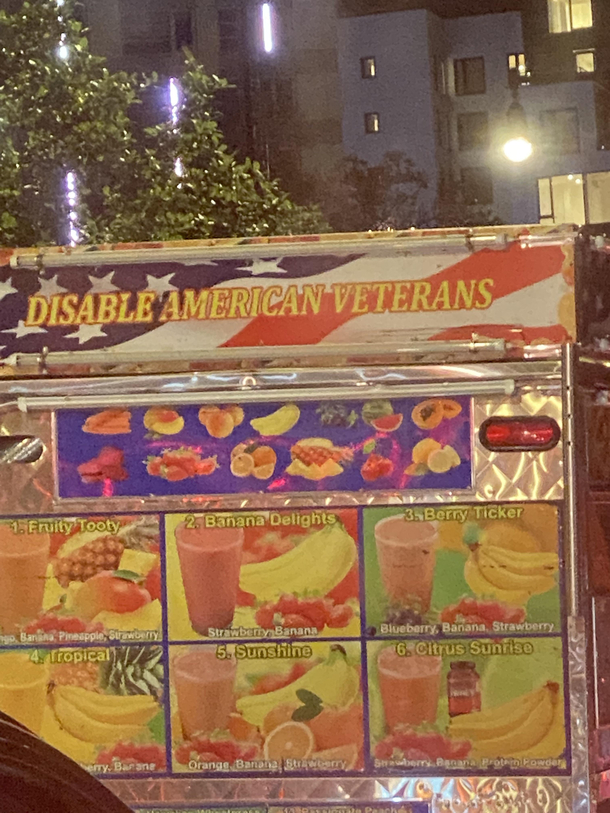 DISABLE AMERICAN VETERANS
1. Fruity Tooty
2. Banana Delights
3. Berry Ticker
Banana, Pineapple, Strawberry
Strawberry, Banana
Blueberry, Banana, Strawberry
4. Tropical
5. Sunshine
6. Citrus Sunrise
Banana
Orange, Banana, Strawberry
Strawberry, Banana, Protein Powder